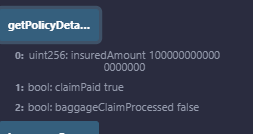 getPolicyDeta...
0: uint256: insuredAmount 100000000000
0000000
1: bool: claimPaid true
2: bool: baggageClaimProcessed false